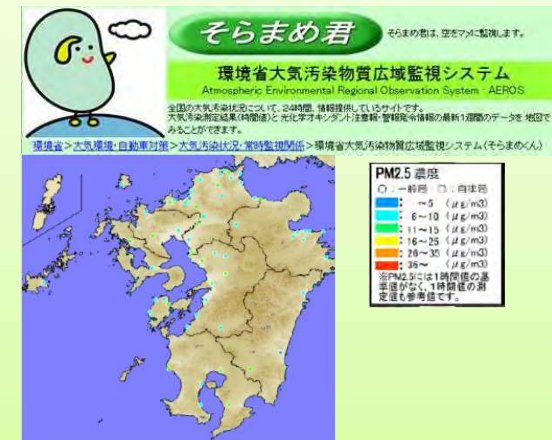 そらまめ君
そらまめ君は、空をマメに監視します。
環境省大気汚染物質広域監視システム
Atmospheric Environmental Regional Observation System : AEROS
全国の大気汚染状況について、24時間、情報提供しているサイトです。
大気汚染測定結果(時間値)と光化学オキシダント注意報・警報発令情報の最新1週間のデータを地図で
みることができます。
環境省>大気環境・自動車対策>大気汚染状況・常時監視関係>環境省大気汚染物質広域監視システム(そらまめくん)
PM2.5 濃度
○:一般局 □:自排局
: ～5 (μg/m3)
: 6～10 (μg/m3)
: 11～15 (μg/m3)
: 16～25 (μg/m3)
: 26～35 (μg/m3)
: 36～ (μg/m3)
※PM2.5には1時間値の基
準値がなく、1時間値の測
定値も参考値です。